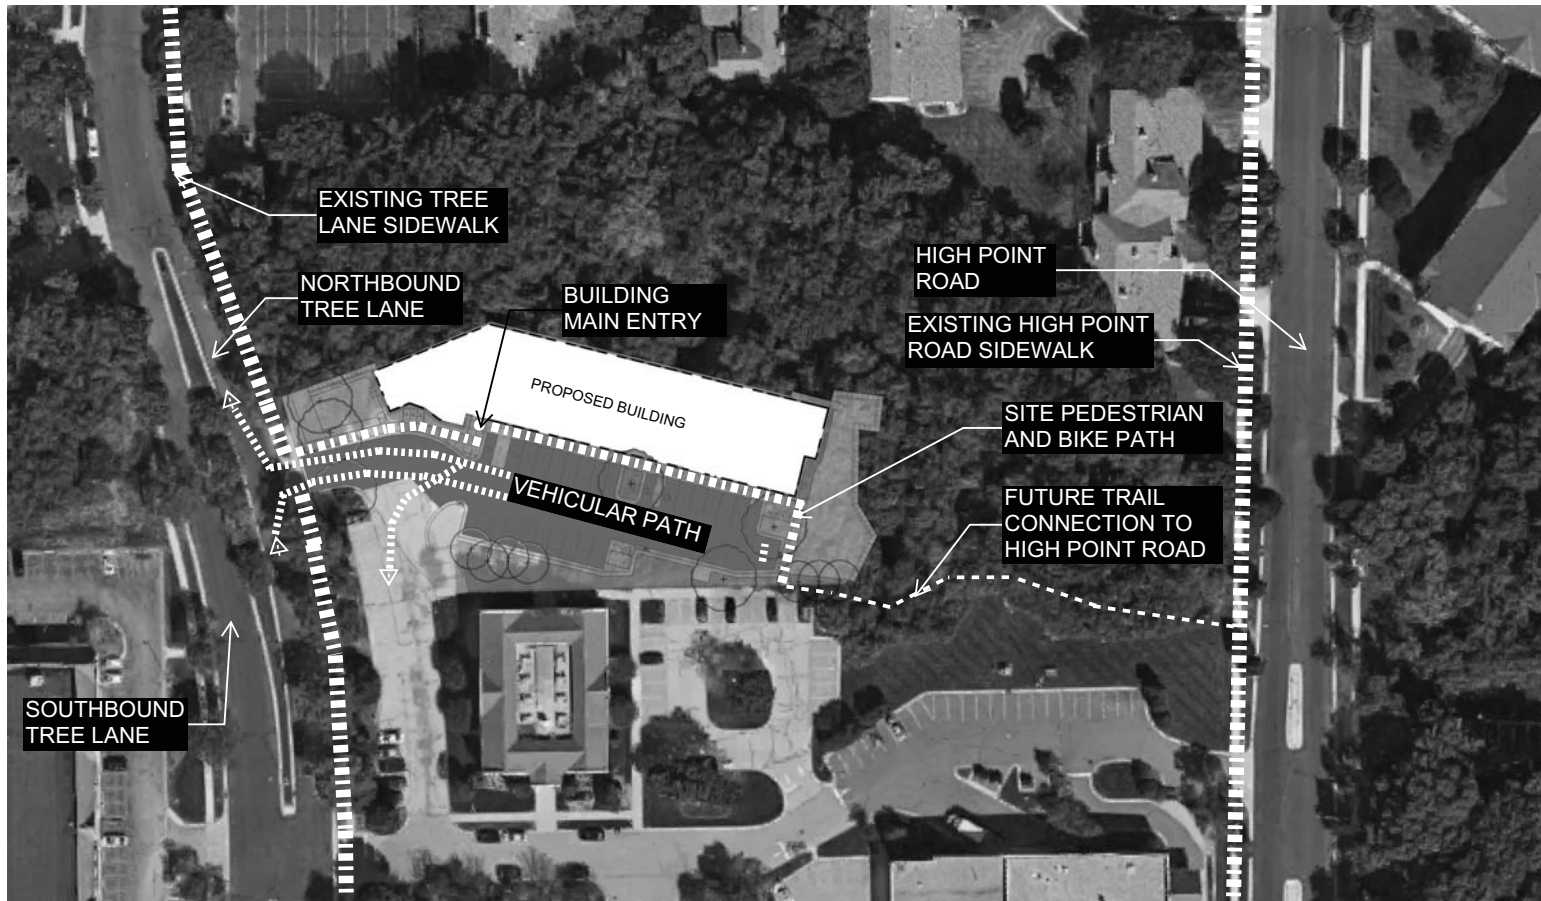 EXISTING TREE
LANE SIDEWALK
NORTHBOUND
TREE LANE
BUILDING
MAIN ENTRY
HIGH POINT
ROAD
EXISTING HIGH POINT
ROAD SIDEWALK
PROPOSED BUILDING
SITE PEDESTRIAN
AND BIKE PATH
VEHICULAR PATH
FUTURE TRAIL
CONNECTION TO
HIGH POINT ROAD
SOUTHBOUND
TREE LANE